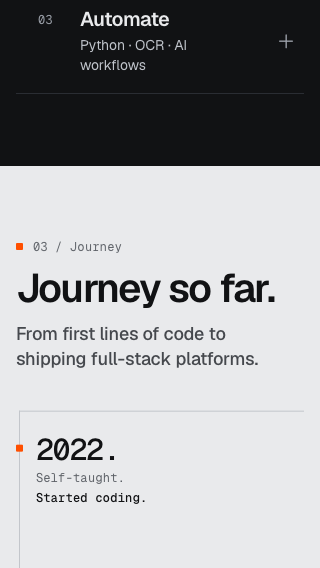 03
Automate
Python · OCR · AI
workflows
03 / Journey
Journey so far.
From first lines of code to
shipping full-stack platforms.
2022.
Self-taught.
Started coding.